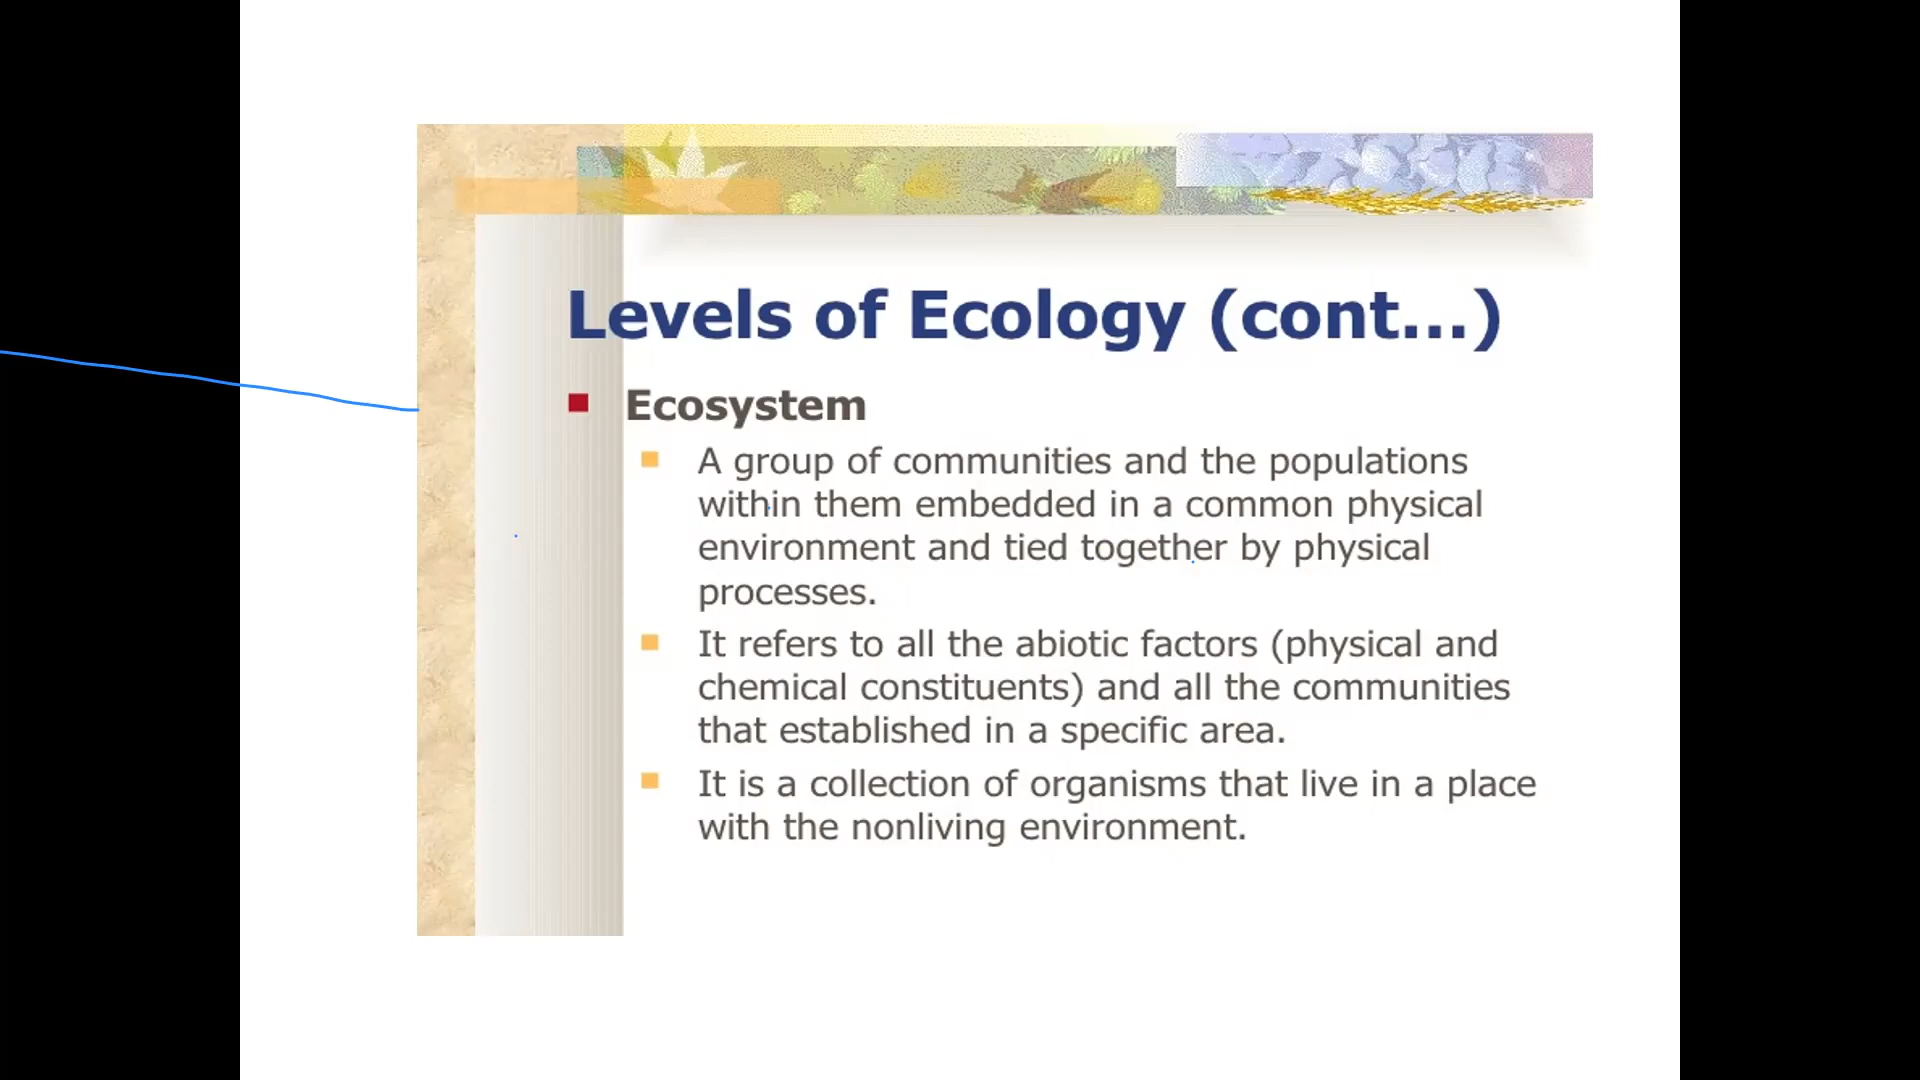 Levels of Ecology (cont...)
Ecosystem
A group of communities and the populations
within them embedded in a common physical
environment and tied together by physical
processes.
It refers to all the abiotic factors (physical and
chemical constituents) and all the communities
that established in a specific area.
It is a collection of organisms that live in a place
with the nonliving environment.